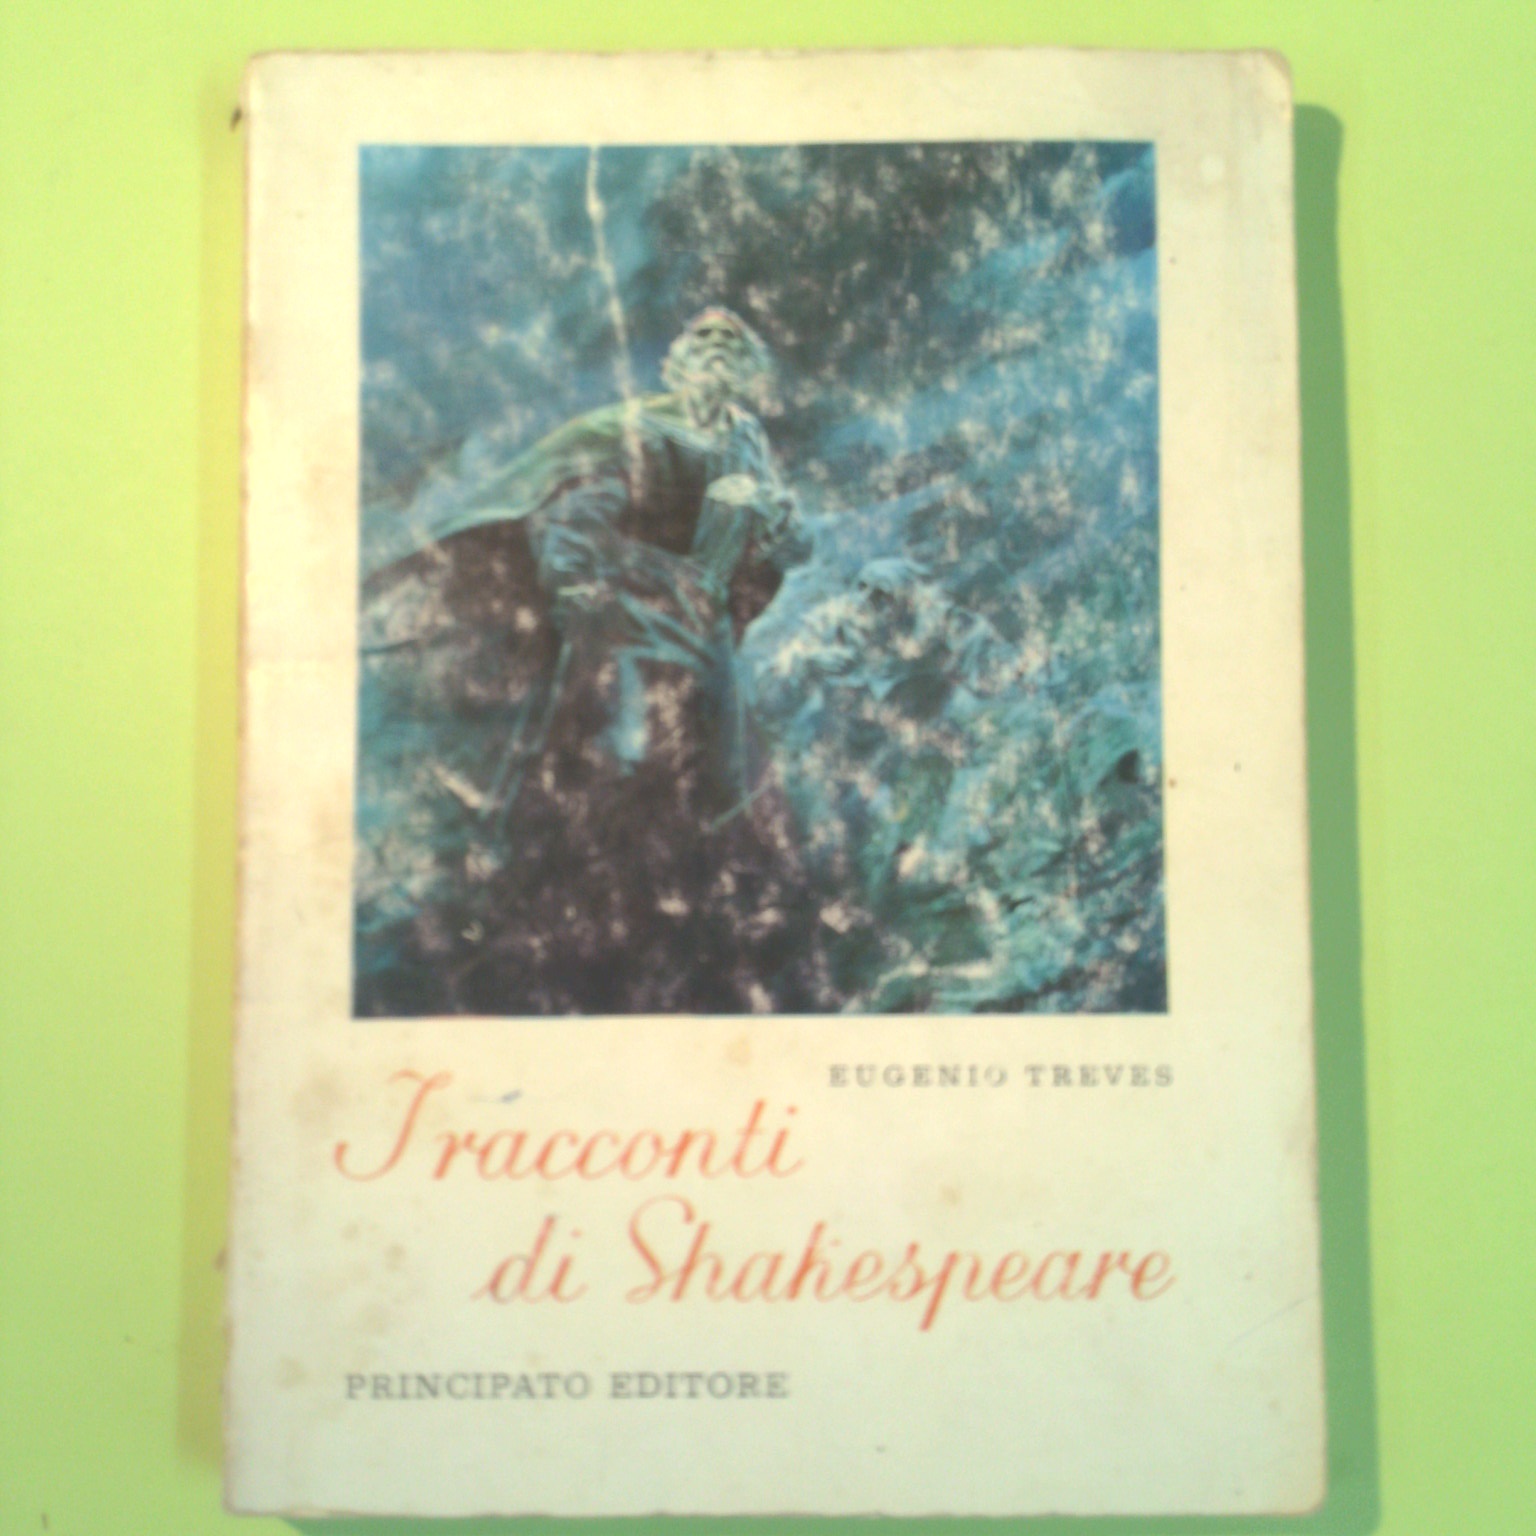 EUGENIO TREVES
I racconti
di Shakespeare
PRINCIPATO EDITORE